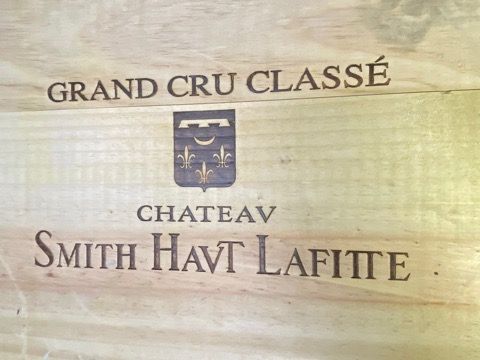 GRAND CRU CLASSÉ
CHATEAV
SMITH HAVT LAFITTE